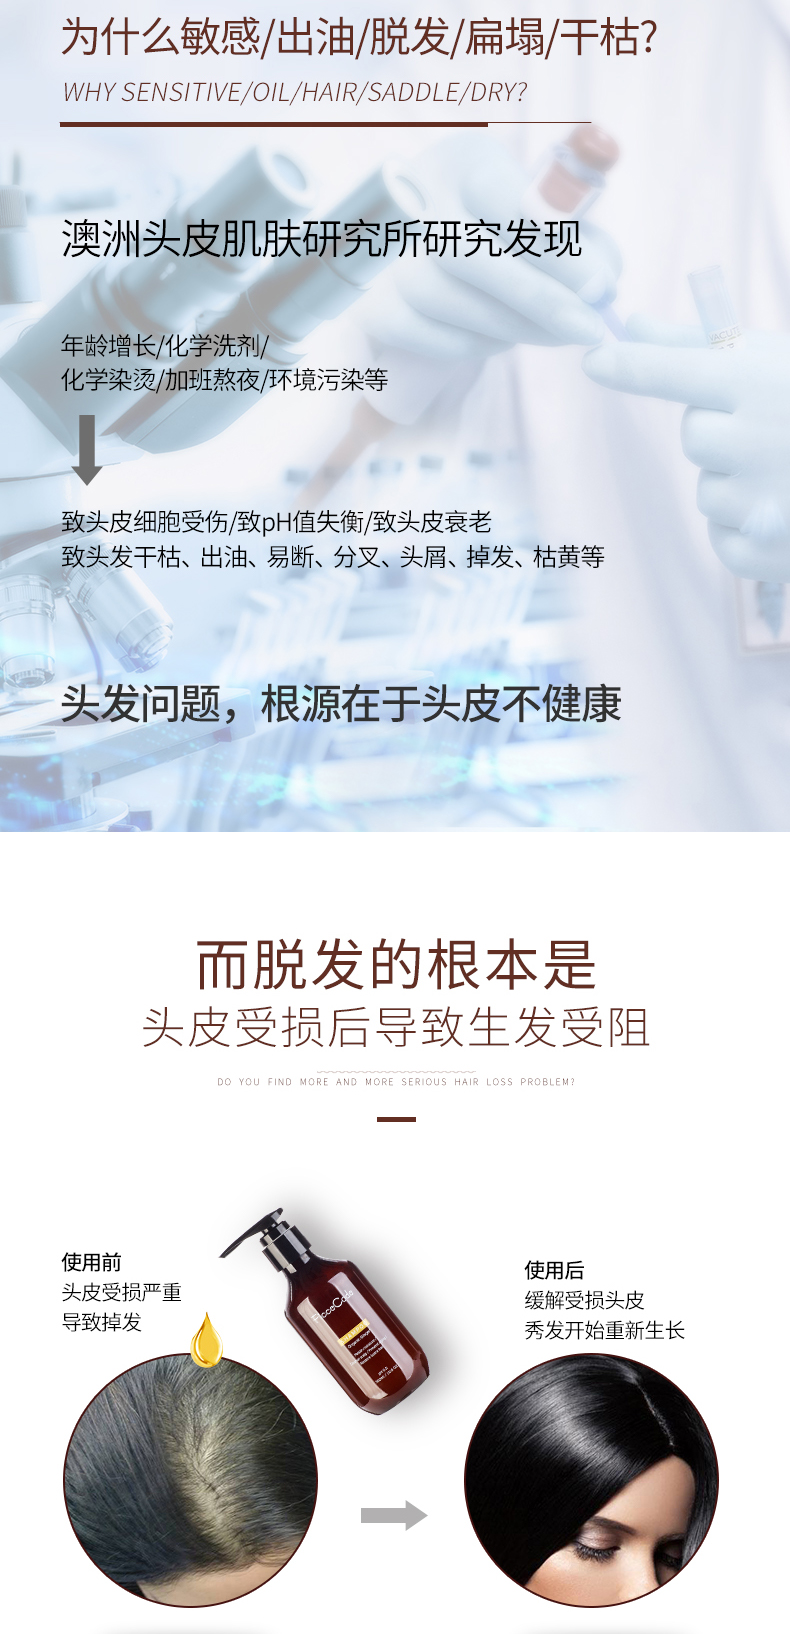 为什么敏感/出油/脱发/扁塌/干枯?
WHY SENSITIVE/OIL/HAIR/SADDLE/DRY?
澳洲头皮肌肤研究所研究发现
年龄增长/化学洗剂/
化学染烫/加班熬夜/环境污染等
致头皮细胞受伤/致pH值失衡/致头皮衰老
致头发干枯、出油、易断、分叉、头屑、掉发、枯黄等
头发问题，根源在于头皮不健康
而脱发的根本是
头皮受损后导致生发受阻
DO YOU FIND MORE AND MORE SERIOUS HAIR LOSS PROBLEM?
使用前
头皮受损严重
导致掉发
使用后
缓解受损头皮
秀发开始重新生长